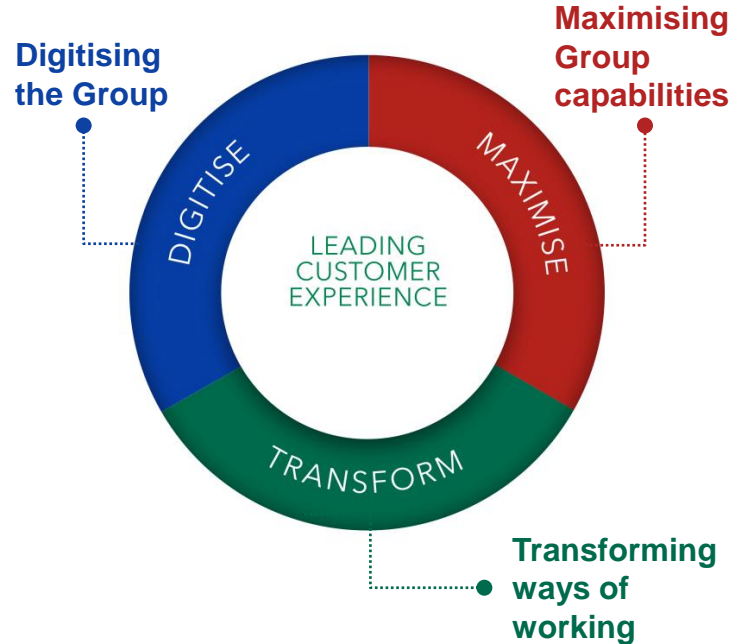 Digitising
the Group
Maximising
Group
capabilities
DIGITISE
MAXIMISE
LEADING
CUSTOMER
EXPERIENCE
TRANSFORM
Transforming
ways of
working